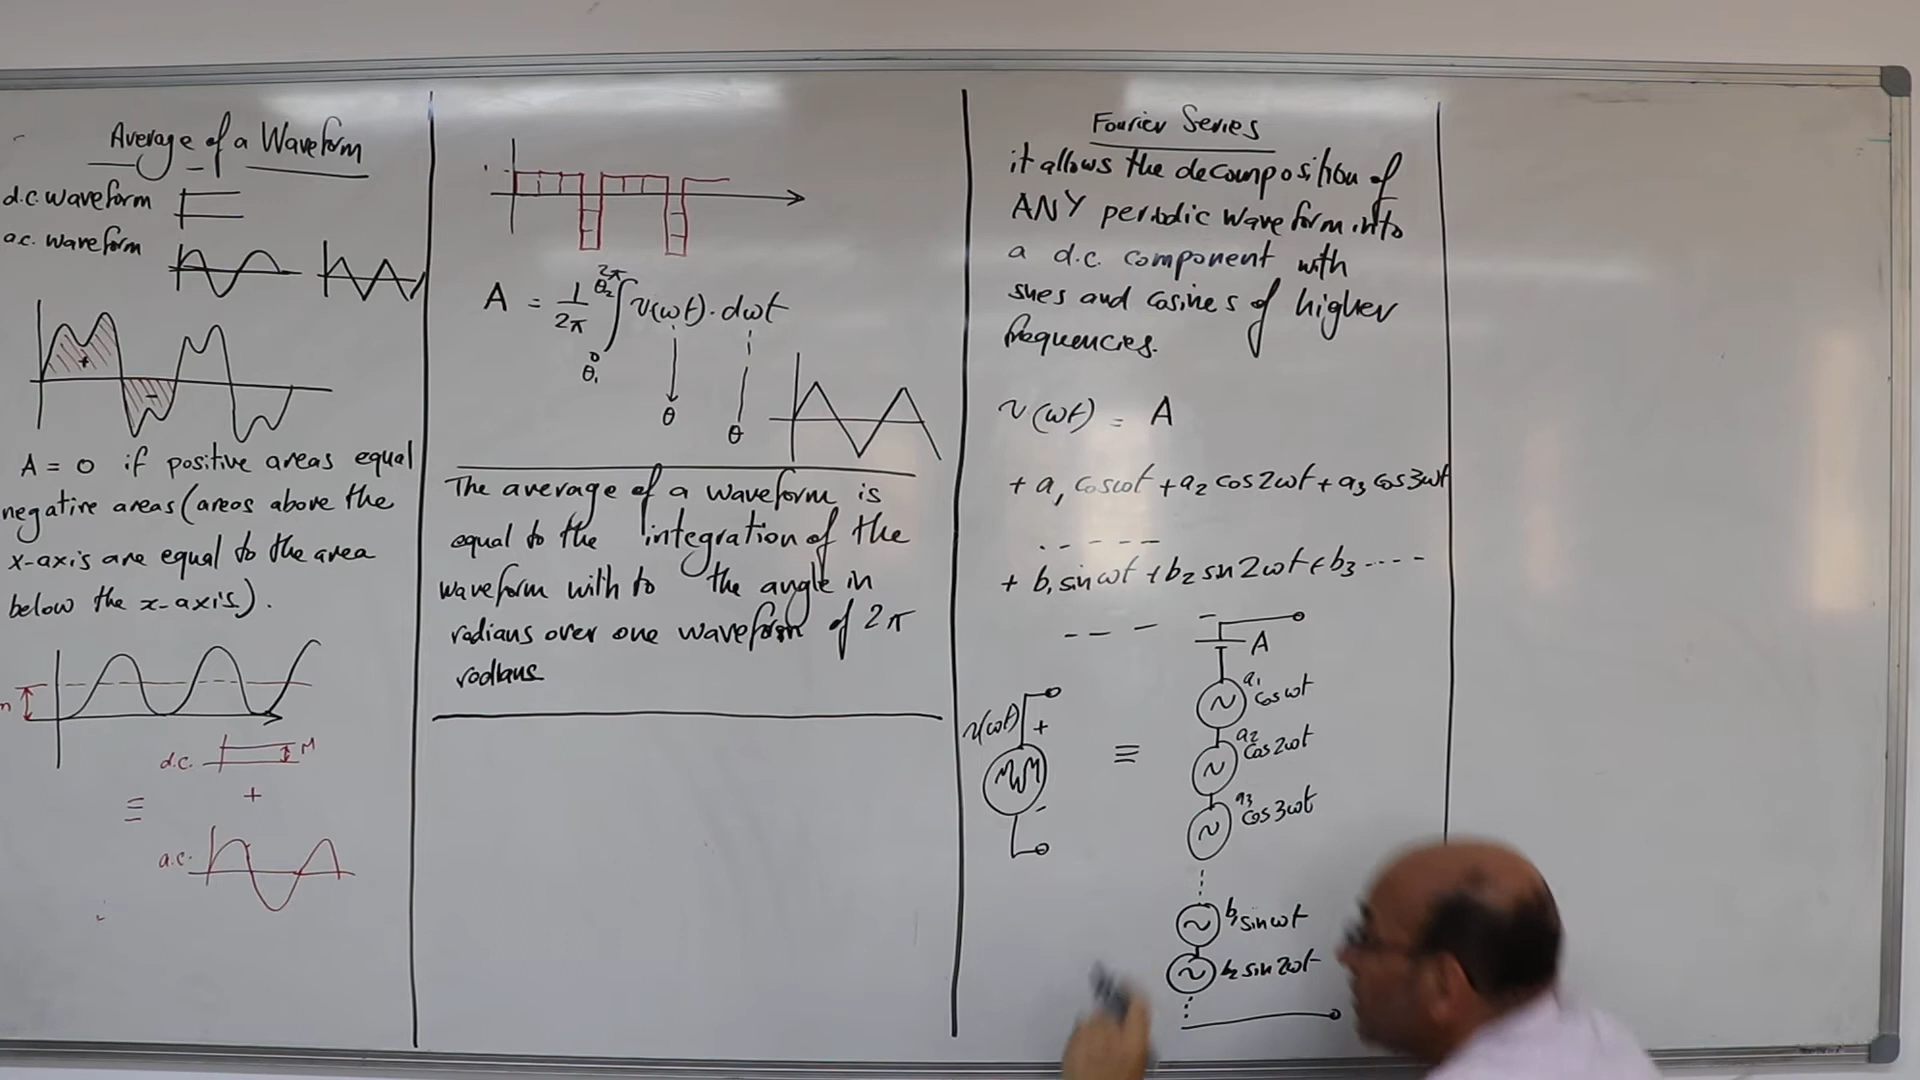 Average of a Waveform
d.c. waveform
a.c. waveform
+
-
A = 0 if positive areas equal
negative areas (areas above the
x-axis are equal to the area
below the x-axis).
d.c. M
≡ +
a.c.
A = 1/2π ∫ v(ωt). dωt
2π
θ₂
0
θ₁
θ θ
The average of a waveform is
equal to the integration of the
waveform with to the angle in
radians over one waveform of 2π
radians
Fourier Series
it allows the decomposition of
ANY periodic waveform into
a d.c. component with
sines and cosines of higher
frequencies.
v(ωt) = A
+ a₁ cosωt + a₂ cos2ωt + a₃ cos3ωt
-----
+ b₁ sinωt + b₂ sin2ωt + b₃ ----
--- -
A
v(ωt) +
-
≡
a₁ cosωt
a₂ cos2ωt
a₃ cos3ωt
b₁ sinωt
b₂ sin2ωt